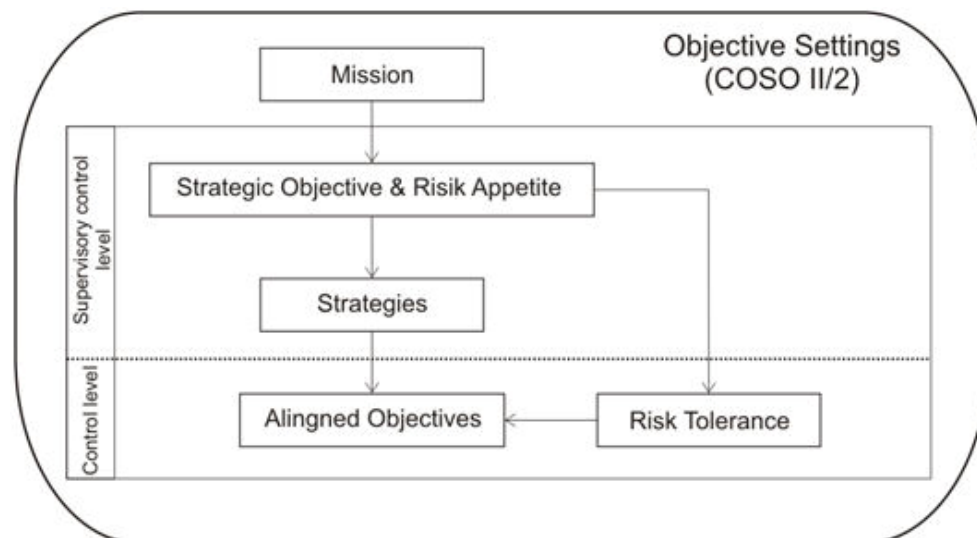 Objective Settings
(COSO II/2)
Mission
Supervisory control
level
Strategic Objective & Risik Appetite
Strategies
Control level
Alingned Objectives
Risk Tolerance